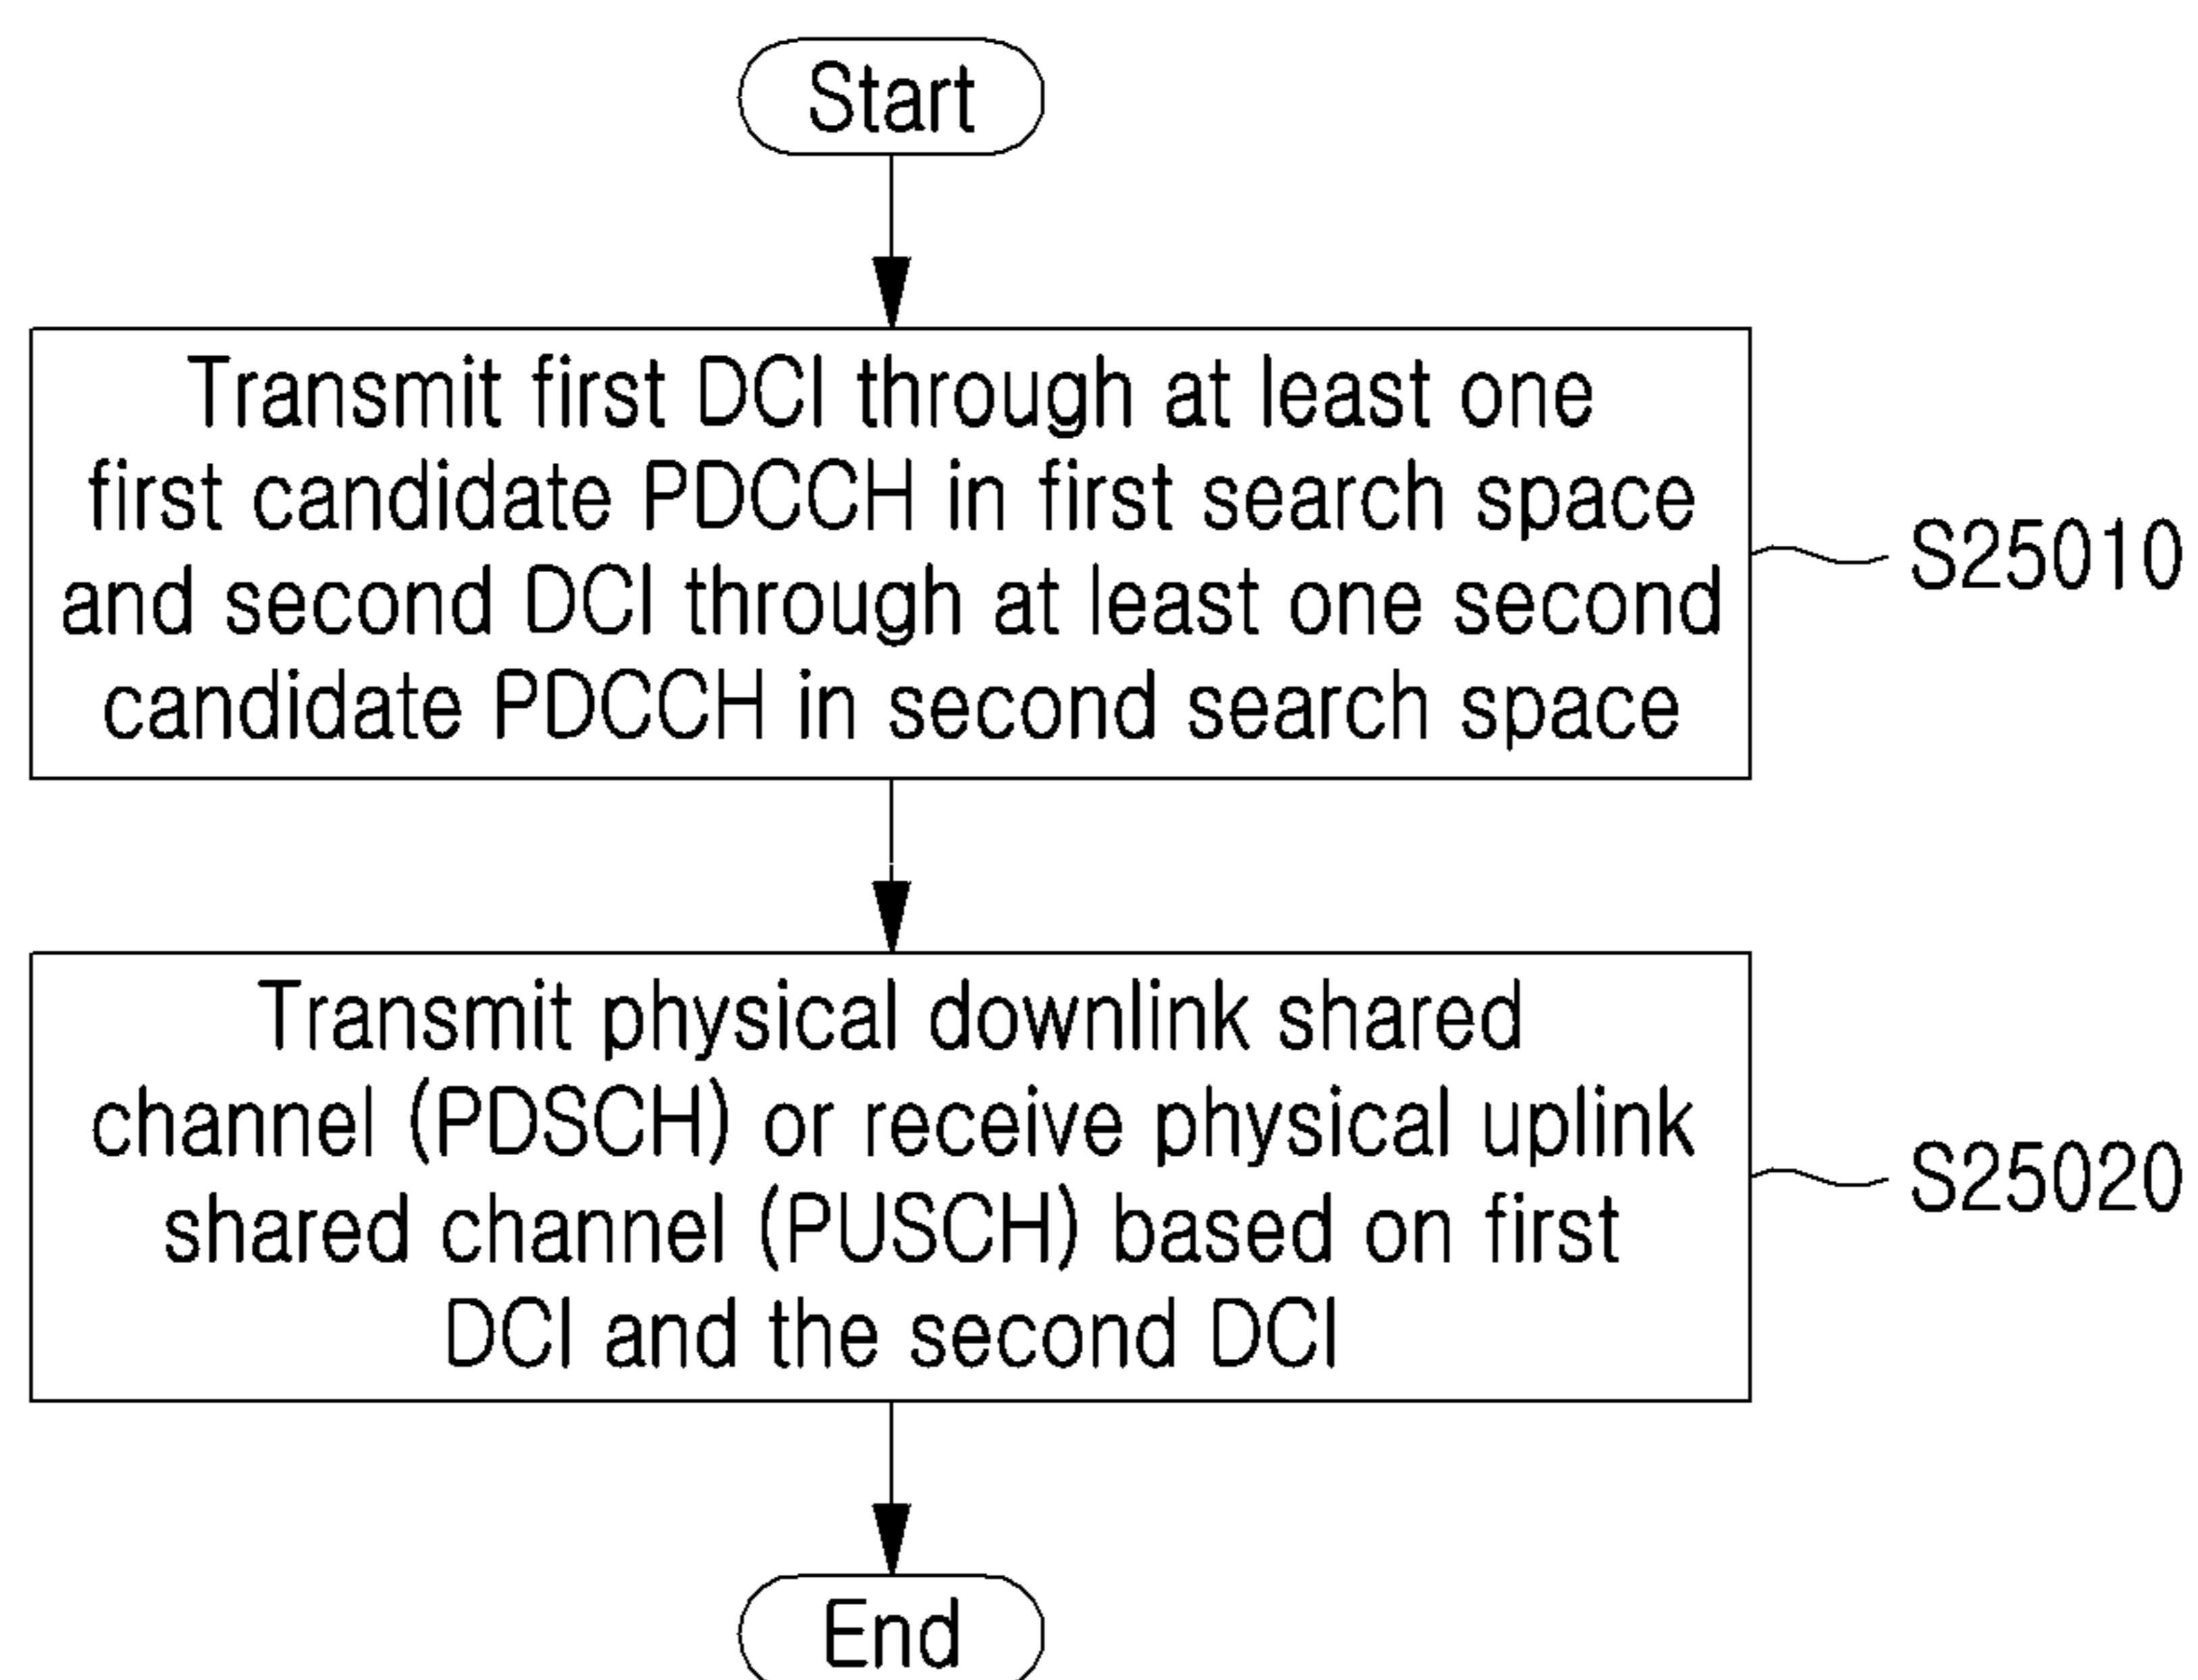 Start
Transmit first DCI through at least one
first candidate PDCCH in first search space
and second DCI through at least one second
candidate PDCCH in second search space
S25010
Transmit physical downlink shared
channel (PDSCH) or receive physical uplink
shared channel (PUSCH) based on first
DCI and the second DCI
S25020
End